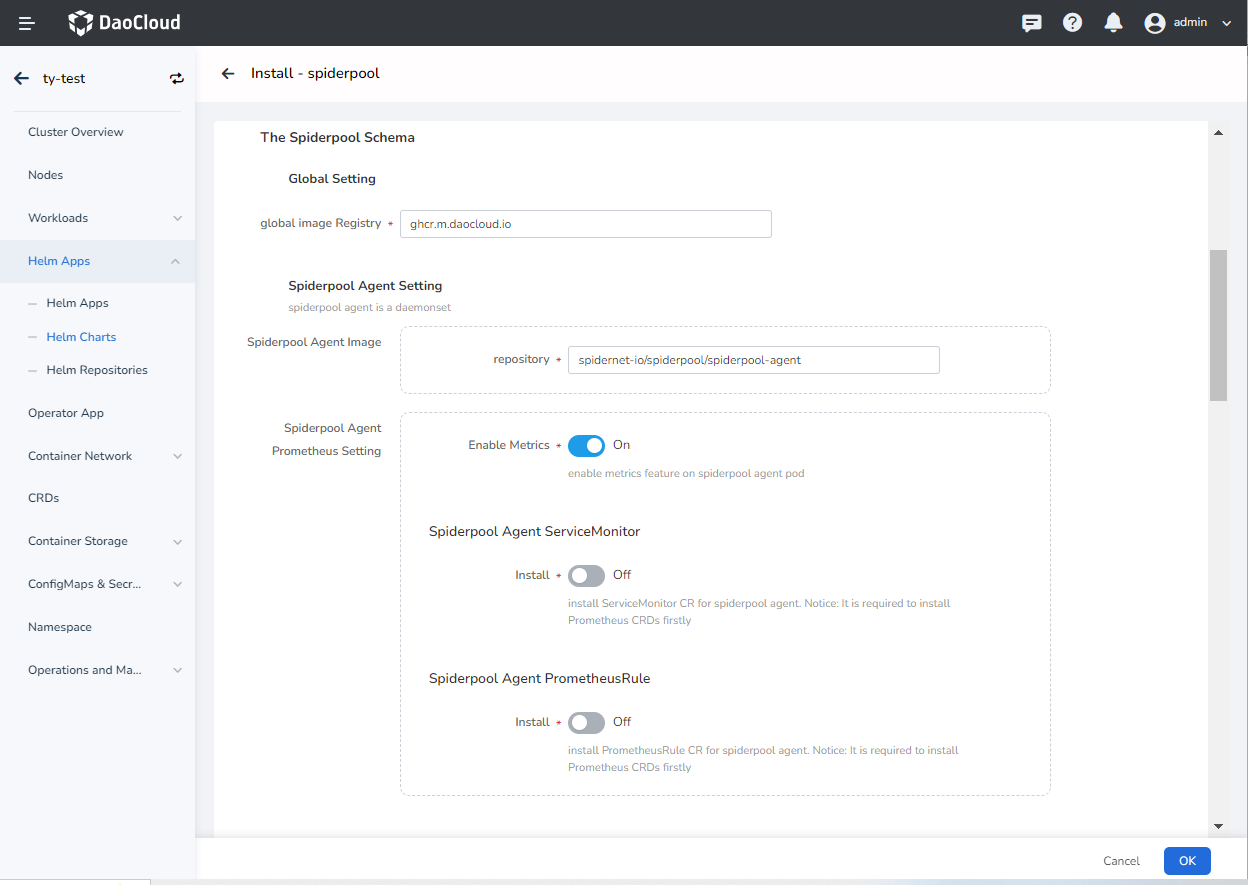 DaoCloud
admin
ty-test
Cluster Overview
Nodes
Workloads
Helm Apps
Helm Apps
Helm Charts
Helm Repositories
Operator App
Container Network
CRDs
Container Storage
ConfigMaps & Secr...
Namespace
Operations and Ma...
Install - spiderpool
The Spiderpool Schema
Global Setting
global image Registry * ghcr.m.daocloud.io
Spiderpool Agent Setting
spiderpool agent is a daemonset
Spiderpool Agent Image
repository * spidernet-io/spiderpool/spiderpool-agent
Spiderpool Agent
Prometheus Setting
Enable Metrics * On
enable metrics feature on spiderpool agent pod
Spiderpool Agent ServiceMonitor
Install * Off
install ServiceMonitor CR for spiderpool agent. Notice: It is required to install
Prometheus CRDs firstly
Spiderpool Agent PrometheusRule
Install * Off
install PrometheusRule CR for spiderpool agent. Notice: It is required to install
Prometheus CRDs firstly
Cancel
OK